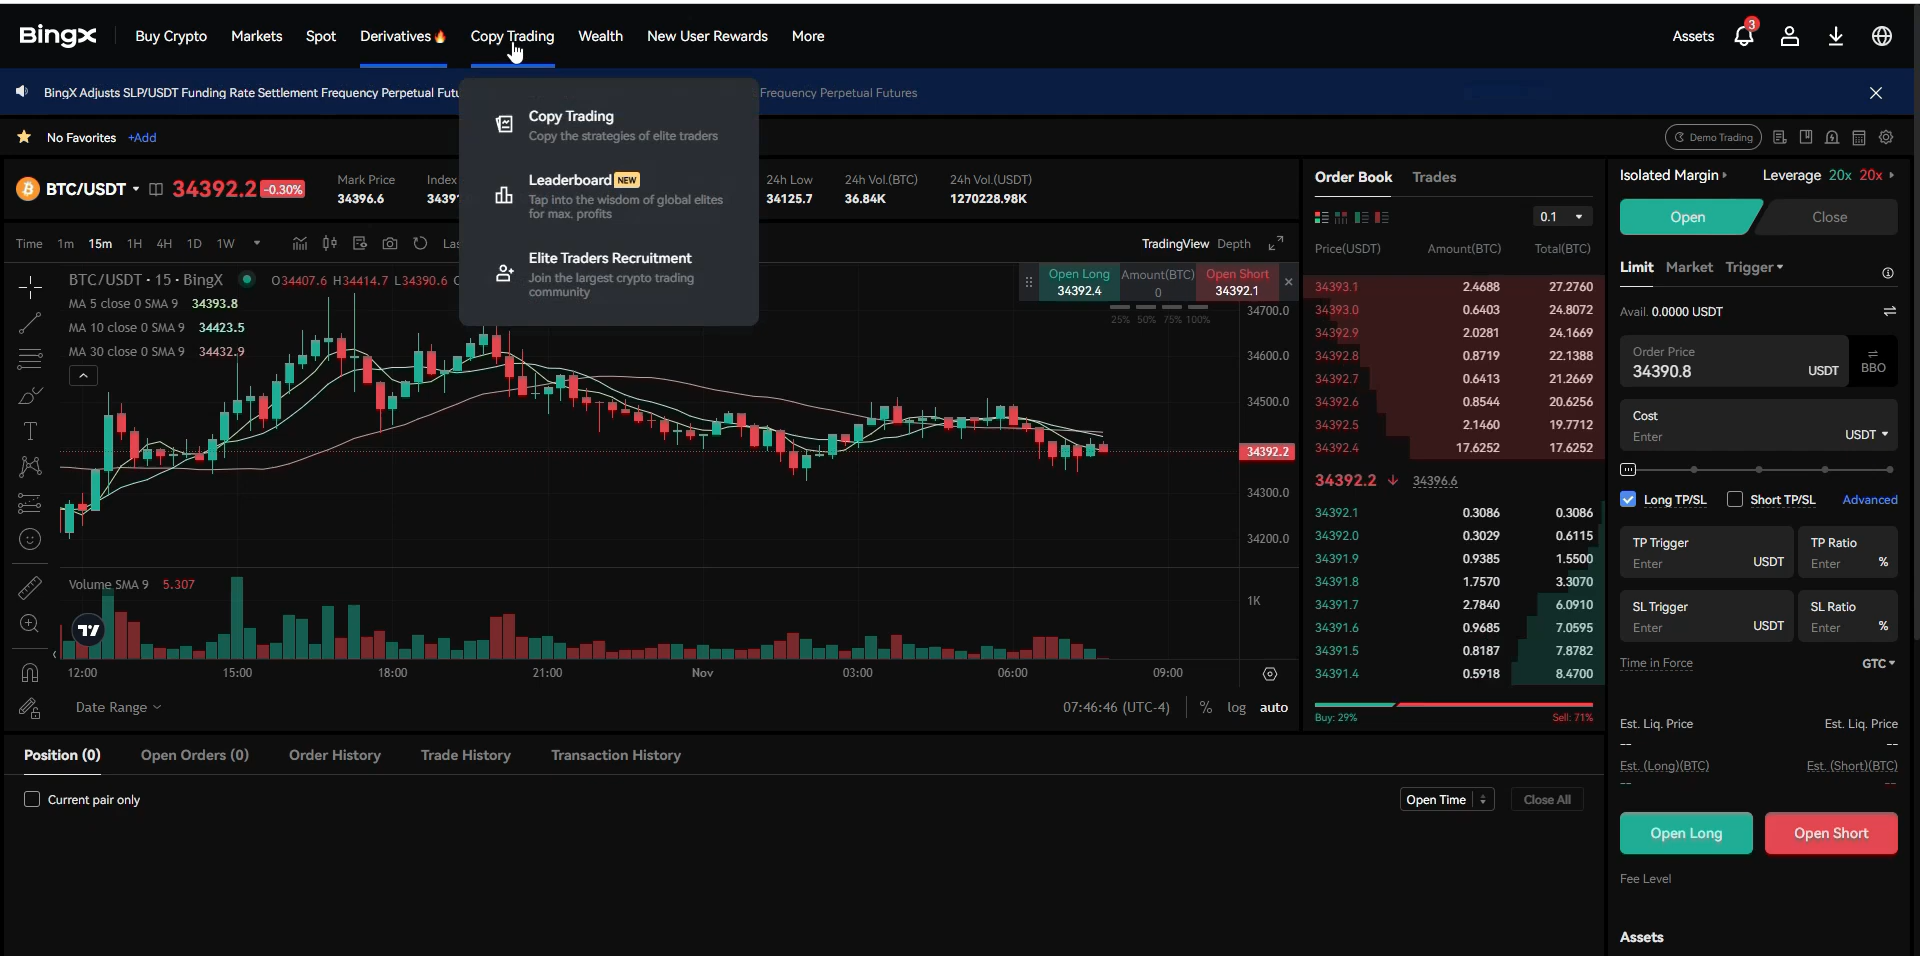 BingX
Buy Crypto
Markets
Spot
Derivatives
Copy Trading
Wealth
New User Rewards
More
Assets
3
BingX Adjusts SLP/USDT Funding Rate Settlement Frequency Perpetual Futu
Frequency Perpetual Futures
Copy Trading
Copy the strategies of elite traders
Leaderboard NEW
Tap into the wisdom of global elites
for max. profits
Elite Traders Recruitment
Join the largest crypto trading
community
No Favorites +Add
Demo Trading
BTC/USDT 34392.2 -0.30%
Mark Price
34396.6
Index
3439
24h Low
34125.7
24h Vol.(BTC)
36.84K
24h Vol.(USDT)
1270228.98K
Time 1m 15m 1H 4H 1D 1W
Las
TradingView Depth
BTC/USDT · 15 · BingX O34407.6 H34414.7 L34390.6 C
MA 5 close 0 SMA 9 34393.8
MA 10 close 0 SMA 9 34423.5
MA 30 close 0 SMA 9 34432.9
Open Long
34392.4
Amount(BTC)
0
Open Short
34392.1
25% 50% 75% 100%
34700.0
34600.0
34500.0
34392.2
34300.0
34200.0
Volume SMA 9 5.307
1K
12:00 15:00 18:00 21:00 Nov 03:00 06:00 09:00
Date Range
07:46:46 (UTC-4) % log auto
Order Book Trades
0.1
Price(USDT) Amount(BTC) Total(BTC)
34393.1 2.4688 27.2760
34393.0 0.6403 24.8072
34392.9 2.0281 24.1669
34392.8 0.8719 22.1388
34392.7 0.6413 21.2669
34392.6 0.8544 20.6256
34392.5 2.1460 19.7712
34392.4 17.6252 17.6252
34392.2 34396.6
34392.1 0.3086 0.3086
34392.0 0.3029 0.6115
34391.9 0.9385 1.5500
34391.8 1.7570 3.3070
34391.7 2.7840 6.0910
34391.6 0.9685 7.0595
34391.5 0.8187 7.8782
34391.4 0.5918 8.4700
Buy: 29% Sell: 71%
Isolated Margin Leverage 20x 20x
Open Close
Limit Market Trigger
Avail. 0.0000 USDT
Order Price
34390.8 USDT
BBO
Cost
Enter USDT
Long TP/SL Short TP/SL Advanced
TP Trigger
Enter USDT
TP Ratio
Enter %
SL Trigger
Enter USDT
SL Ratio
Enter %
Time in Force GTC
Est. Liq. Price Est. Liq. Price
-- --
Est. (Long)(BTC) Est. (Short)(BTC)
-- --
Open Long Open Short
Fee Level
Assets
Position (0) Open Orders (0) Order History Trade History Transaction History
Current pair only
Open Time Close All